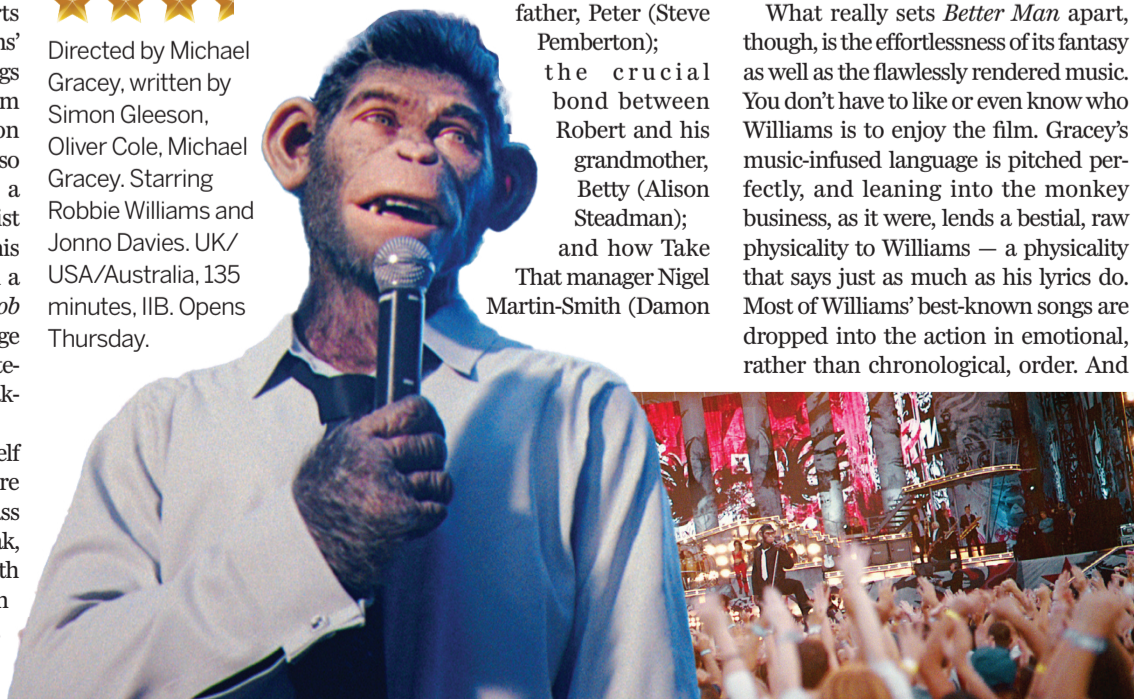 Directed by Michael
Gracey, written by
Simon Gleeson,
Oliver Cole, Michael
Gracey. Starring
Robbie Williams and
Jonno Davies. UK/
USA/Australia, 135
minutes, IIB. Opens
Thursday.
father, Peter (Steve
Pemberton);
the crucial
bond between
Robert and his
grandmother,
Betty (Alison
Steadman);
and how Take
That manager Nigel
Martin-Smith (Damon
What really sets Better Man apart,
though, is the effortlessness of its fantasy
as well as the flawlessly rendered music.
You don’t have to like or even know who
Williams is to enjoy the film. Gracey’s
music-infused language is pitched per-
fectly, and leaning into the monkey
business, as it were, lends a bestial, raw
physicality to Williams — a physicality
that says just as much as his lyrics do.
Most of Williams’ best-known songs are
dropped into the action in emotional,
rather than chronological, order. And